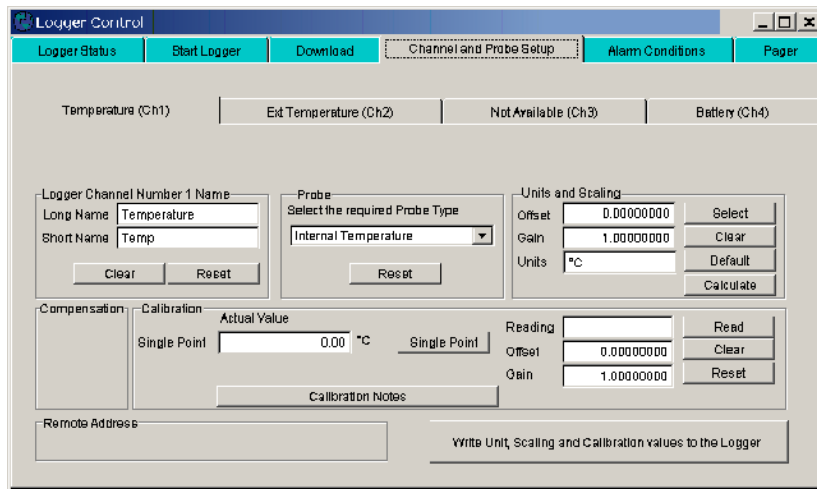 Logger Control
Logger Status Start Logger Download Channel and Probe Setup Alarm Conditions Pager
Temperature (Ch1) Ext Temperature (Ch2) Not Available (Ch3) Battery (Ch4)
Logger Channel Number 1 Name
Long Name Temperature
Short Name Temp
Clear Reset
Probe
Select the required Probe Type
Internal Temperature
Reset
Units and Scaling
Offset 0.00000000 Select
Gain 1.00000000 Clear
Units °C Default
Calculate
Compensation
Calibration
Actual Value
Single Point 0.00 °C Single Point
Calibration Notes
Reading Read
Offset 0.00000000 Clear
Gain 1.00000000 Reset
Remote Address
Write Unit, Scaling and Calibration values to the Logger